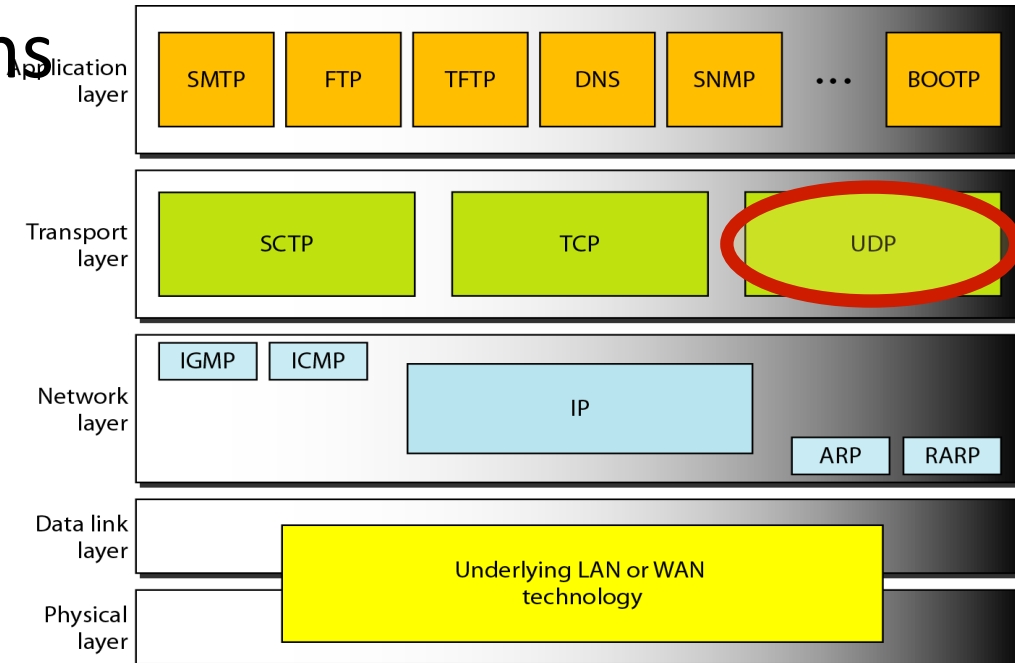 ns
Application
layer
SMTP FTP TFTP DNS SNMP ... BOOTP
Transport
layer
SCTP TCP UDP
IGMP ICMP
Network
layer
IP
ARP RARP
Data link
layer
Underlying LAN or WAN
technology
Physical
layer